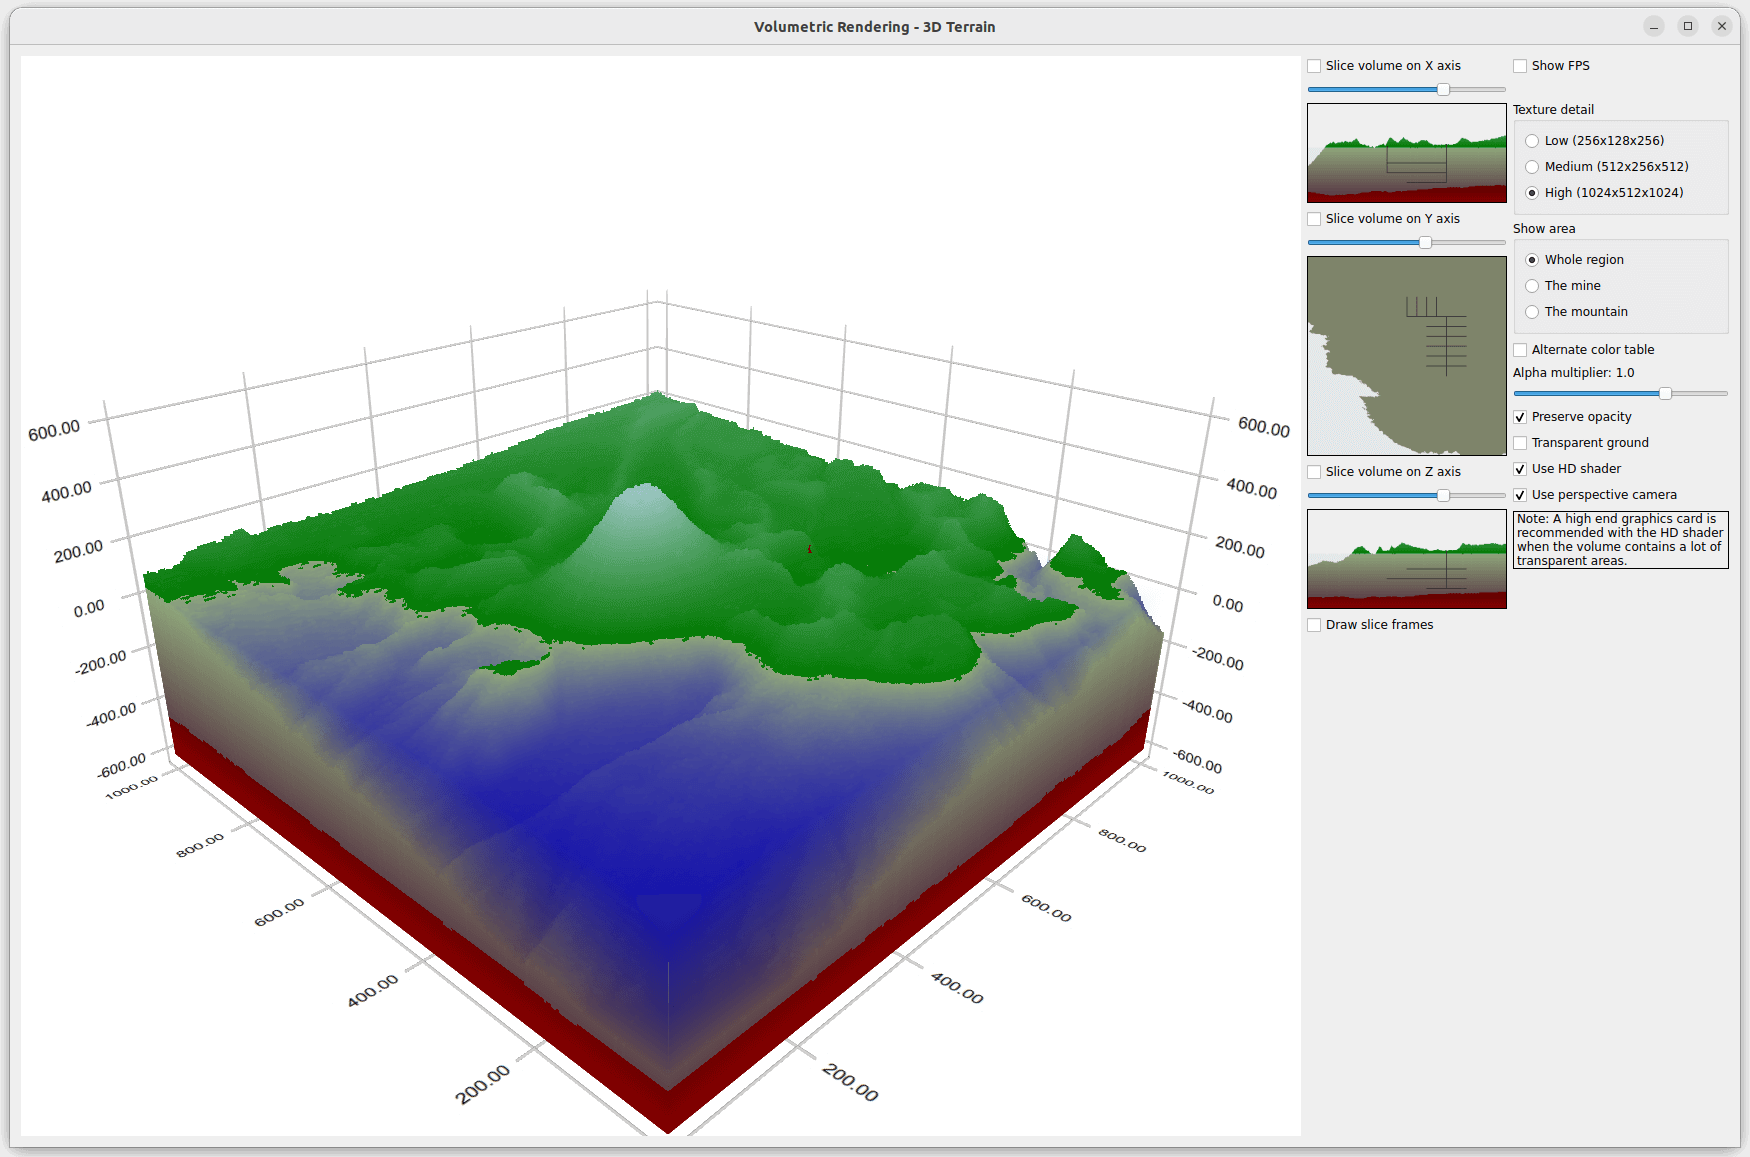 Volumetric Rendering - 3D Terrain
600.00
400.00
200.00
0.00
-200.00
-400.00
-600.00
1000.00
800.00
600.00
400.00
200.00
600.00
400.00
200.00
0.00
-200.00
-400.00
-600.00
1000.00
800.00
600.00
400.00
200.00
Slice volume on X axis
Slice volume on Y axis
Slice volume on Z axis
Draw slice frames
Show FPS
Texture detail
Low (256x128x256)
Medium (512x256x512)
High (1024x512x1024)
Show area
Whole region
The mine
The mountain
Alternate color table
Alpha multiplier: 1.0
Preserve opacity
Transparent ground
Use HD shader
Use perspective camera
Note: A high end graphics card is
recommended with the HD shader
when the volume contains a lot of
transparent areas.